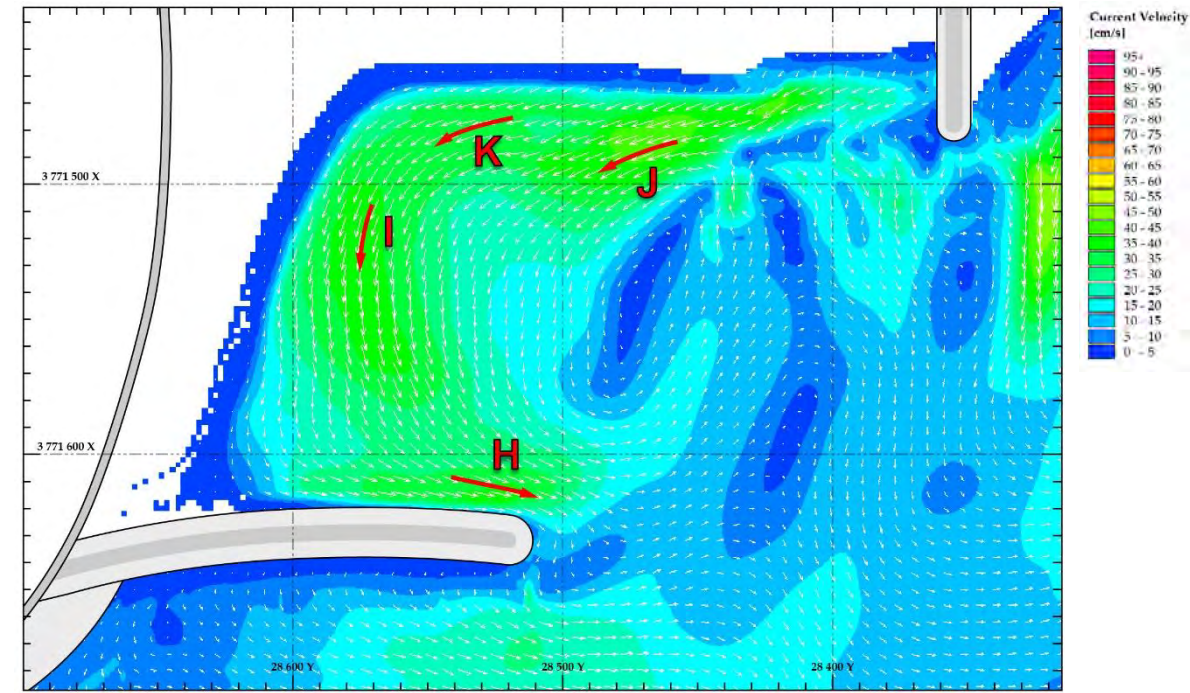 Current Velocity
[cm/s]
95+
90 - 95
85 - 90
80 - 85
75 - 80
70 - 75
65 - 70
60 - 65
55 - 60
50 - 55
45 - 50
40 - 45
35 - 40
30 - 35
25 - 30
20 - 25
15 - 20
10 - 15
5 - 10
0 - 5
K
J
3 771 500 X
I
H
3 771 600 X
28 600 Y
28 500 Y
28 400 Y